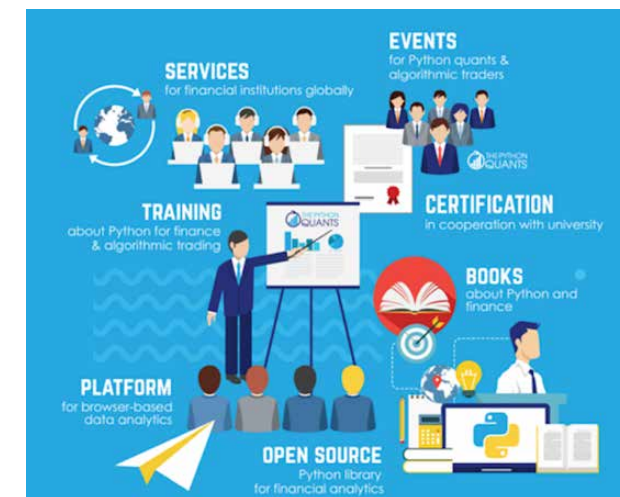 EVENTS
for Python quants &
algorithmic traders
SERVICES
for financial institutions globally
THE PYTHON
QUANTS
TRAINING
about Python for finance
& algorithmic trading
THE PYTHON
QUANTS
CERTIFICATION
in cooperation with university
BOOKS
about Python and
finance
PLATFORM
for browser-based
data analytics
OPEN SOURCE
Python library
for financial analytics